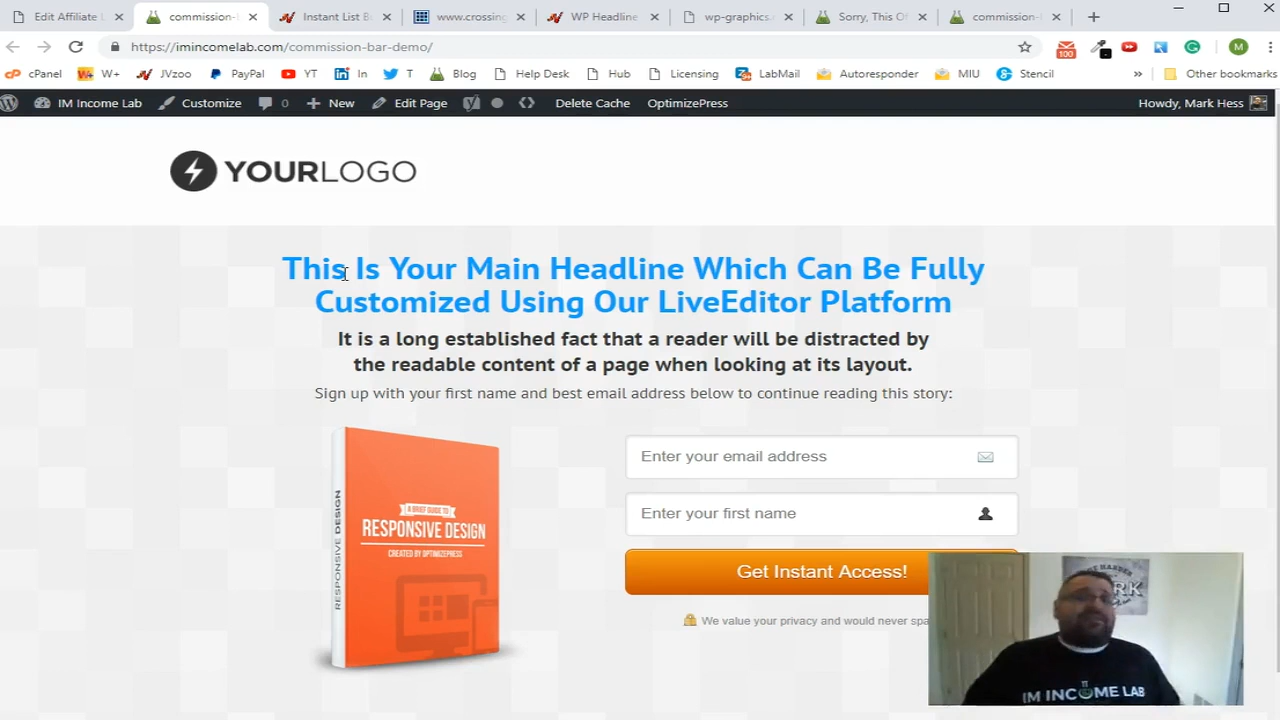 Edit Affiliate L
commission-
Instant List B
www.crossing
WP Headline
wp-graphics.
Sorry, This Of
commission-
https://imincomelab.com/commission-bar-demo/
100
M
cPanel
W+
JVzoo
PayPal
YT
In
T
Blog
Help Desk
Hub
Licensing
LabMail
Autoresponder
MIU
Stencil
»
Other bookmarks
IM Income Lab
Customize
0
New
Edit Page
Delete Cache
OptimizePress
Howdy, Mark Hess
YOURLOGO
This Is Your Main Headline Which Can Be Fully
Customized Using Our LiveEditor Platform
It is a long established fact that a reader will be distracted by
the readable content of a page when looking at its layout.
Sign up with your first name and best email address below to continue reading this story:
RESPONSIVE DESIGN
A BRIEF GUIDE TO
RESPONSIVE DESIGN
CREATED BY OPTIMIZEPRESS
Enter your email address
Enter your first name
Get Instant Access!
We value your privacy and would never spa
IM INCOME LAB